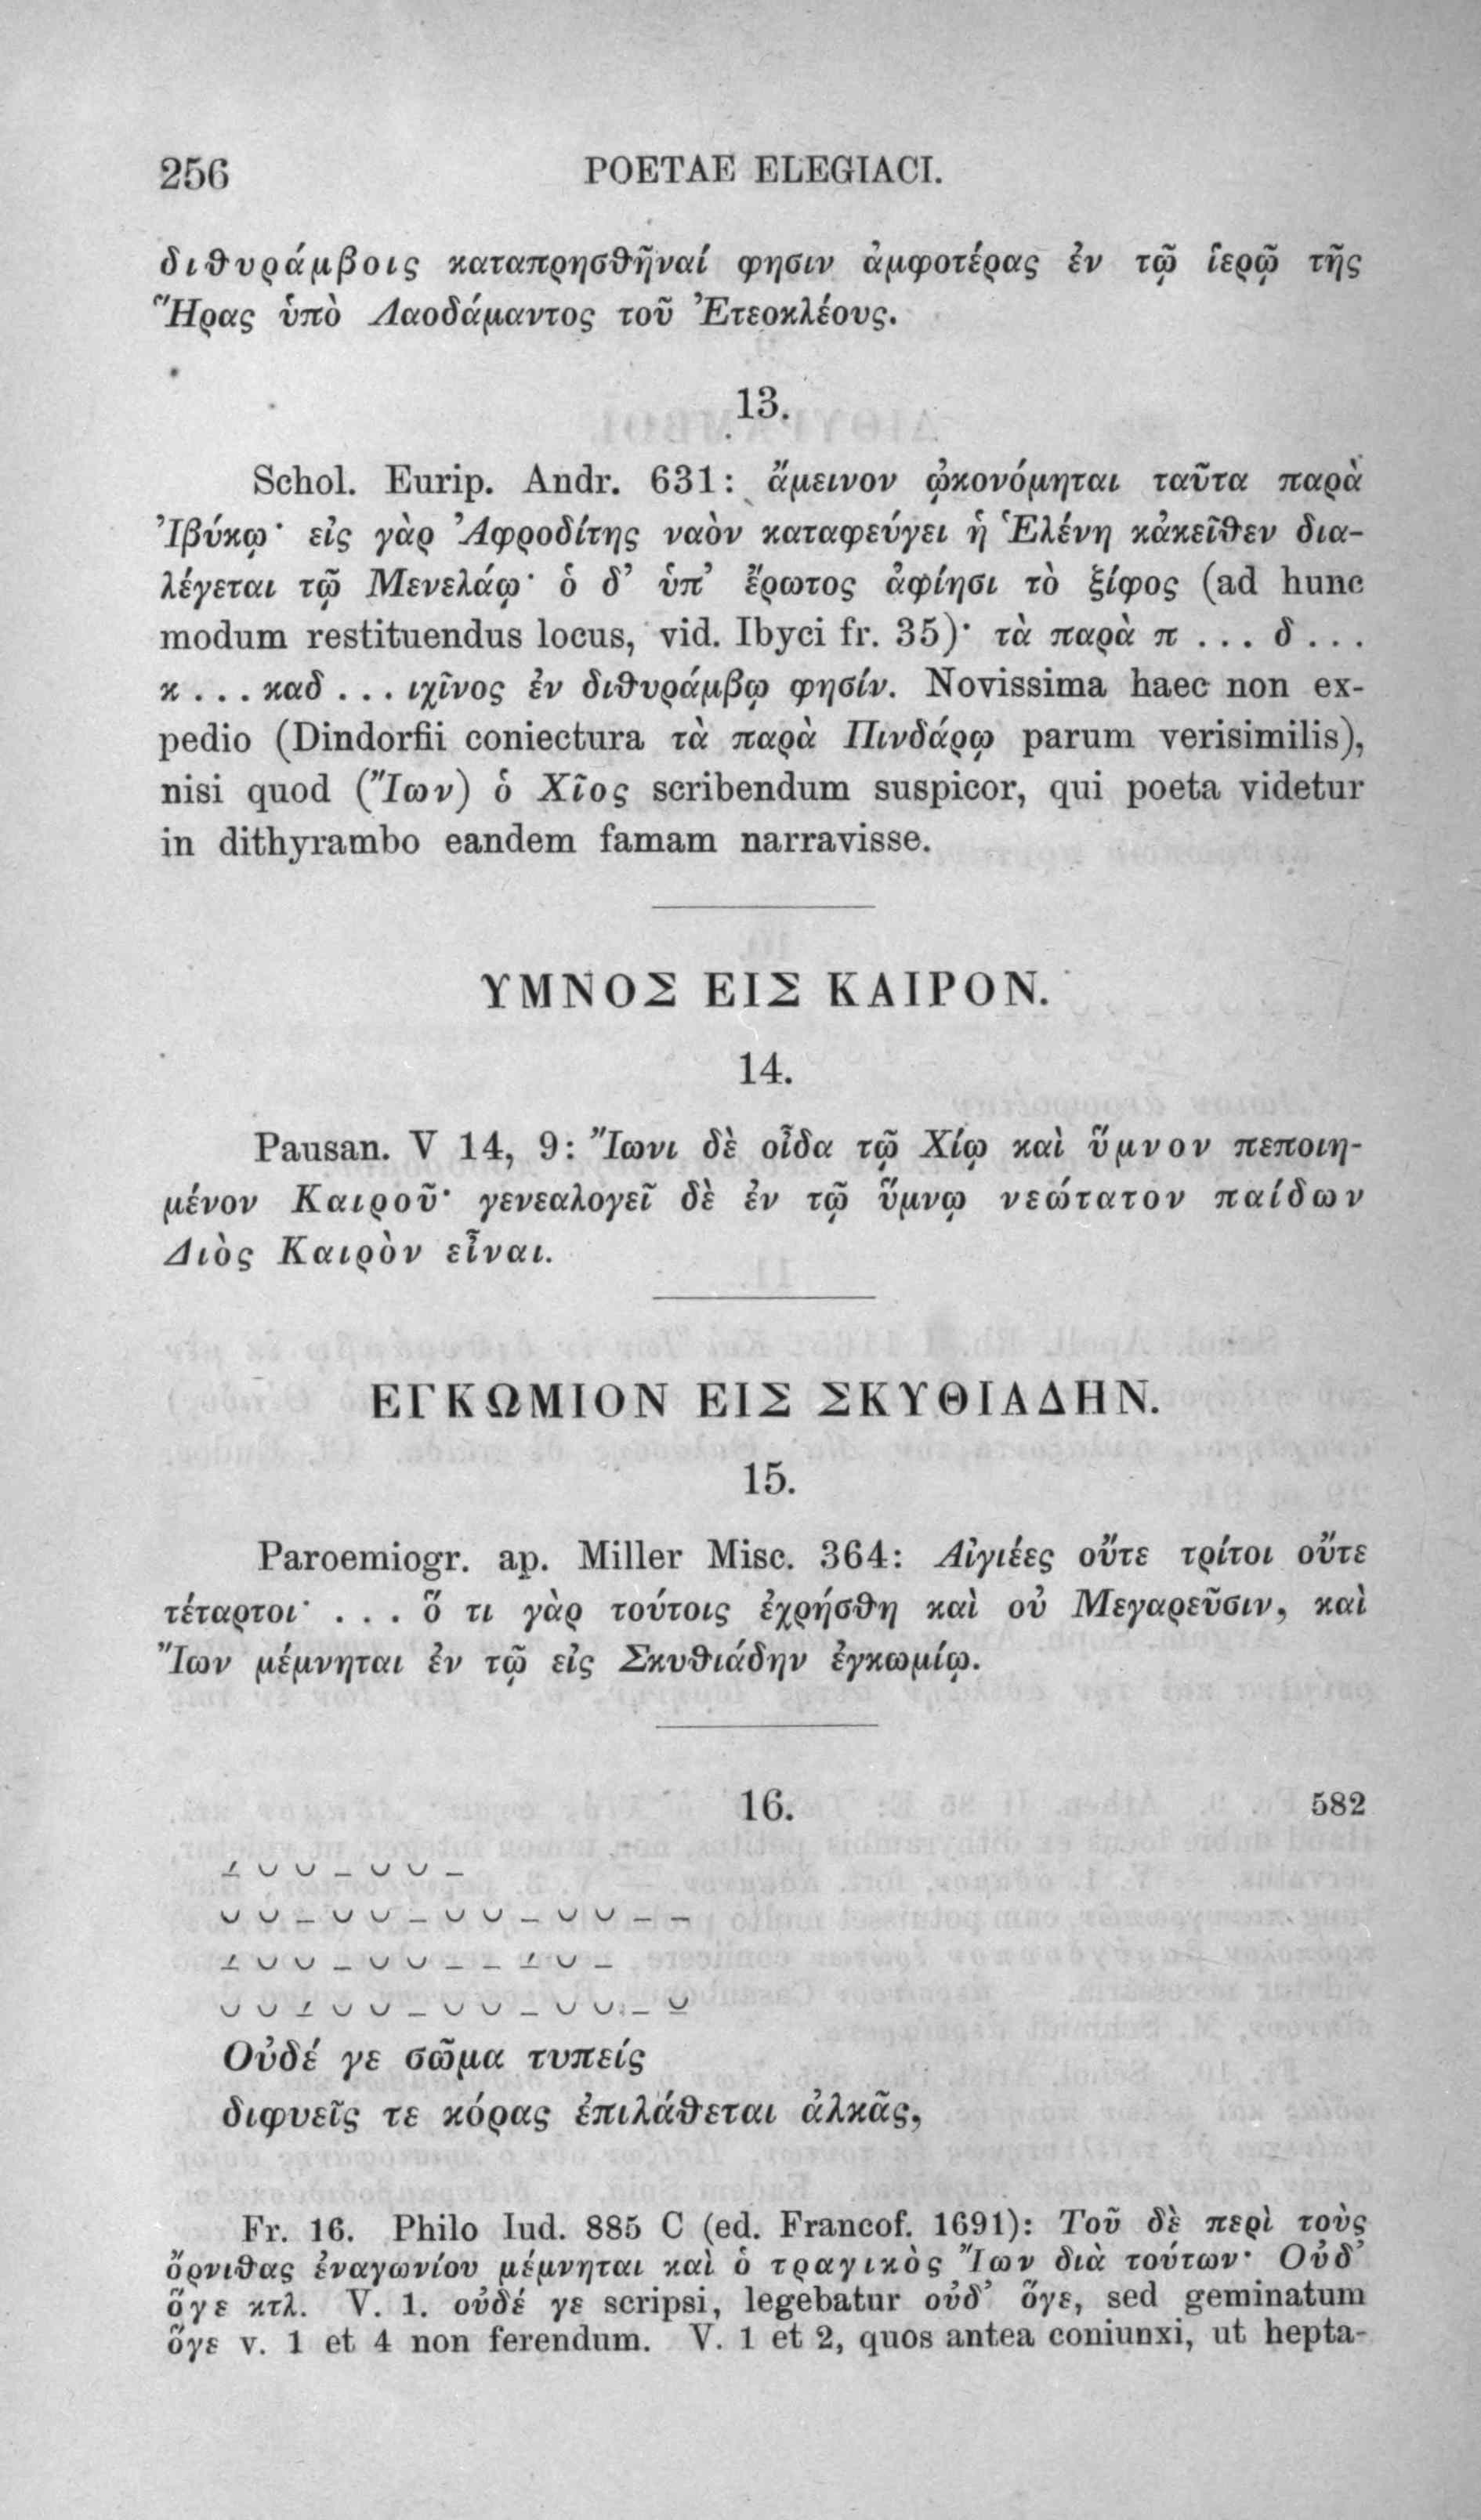 256 POETAE ELEGIACI.
διθυράμβοις καταπρησθῆναί φησιν ἀμφοτέρας ἐν τῷ ἱερῷ τῆς
Ἥρας ὑπὸ Λαοδάμαντος τοῦ Ἐτεοκλέους.
13.
Schol. Eurip. Andr. 631: ἄμεινον ᾠκονόμηται ταῦτα παρὰ
Ἰβύκῳ· εἰς γὰρ Ἀφροδίτης ναὸν καταφεύγει ἡ Ἑλένη κἀκεῖθεν δια-
λέγεται τῷ Μενελάῳ· ὁ δ’ ὑπ’ ἔρωτος ἀφίησι τὸ ξίφος (ad hunc
modum restituendus locus, vid. Ibyci fr. 35)· τὰ παρὰ π ... δ ...
κ ... καδ ... ιχῖνος ἐν διθυράμβῳ φησίν. Novissima haec non ex-
pedio (Dindorfii coniectura τὰ παρὰ Πινδάρῳ parum verisimilis),
nisi quod (Ἴων) ὁ Χῖος scribendum suspicor, qui poeta videtur
in dithyrambo eandem famam narravisse.
ΥΜΝΟΣ ΕΙΣ ΚΑΙΡΟΝ.
14.
Pausan. V 14, 9: Ἴωνι δὲ οἶδα τῷ Χίῳ καὶ ὕμνον πεποιη-
μένον Καιροῦ· γενεαλογεῖ δὲ ἐν τῷ ὕμνῳ νεώτατον παίδων
Διὸς Καιρὸν εἶναι.
ΕΓΚΩΜΙΟΝ ΕΙΣ ΣΚΥΘΙΑΔΗΝ.
15.
Paroemiogr. ap. Miller Misc. 364: Αἰγιέες οὔτε τρίτοι οὔτε
τέταρτοι· ... ὅ τι γὰρ τούτοις ἐχρήσθη καὶ οὐ Μεγαρεῦσιν, καὶ
Ἴων μέμνηται ἐν τῷ εἰς Σκυθιάδην ἐγκωμίῳ.
16. 582
–́ ⏑ ⏑ – ⏑ ⏑ –
⏑ ⏑ – ⏑ ⏑ – ⏑ ⏑ – ⏑ ⏑ – –
–́ ⏑ ⏑ – ⏑ ⏑ – – –́ ⏑ –
⏑ ⏑ –́ ⏑ ⏑ – ⏑ ⏑ – ⏑ ⏑ – ⏓
Οὐδέ γε σῶμα τυπείς
διφυεῖς τε κόρας ἐπιλάθεται ἀλκᾶς,
Fr. 16. Philo Iud. 885 C (ed. Francof. 1691): Τοῦ δὲ περὶ τοὺς
ὄρνιθας ἐναγωνίου μέμνηται καὶ ὁ τραγικὸς Ἴων διὰ τούτων· Οὐδ’
ὅγε κτλ. V. 1. οὐδέ γε scripsi, legebatur οὐδ’ ὅγε, sed geminatum
ὅγε v. 1 et 4 non ferendum. V. 1 et 2, quos antea coniunxi, ut hepta-